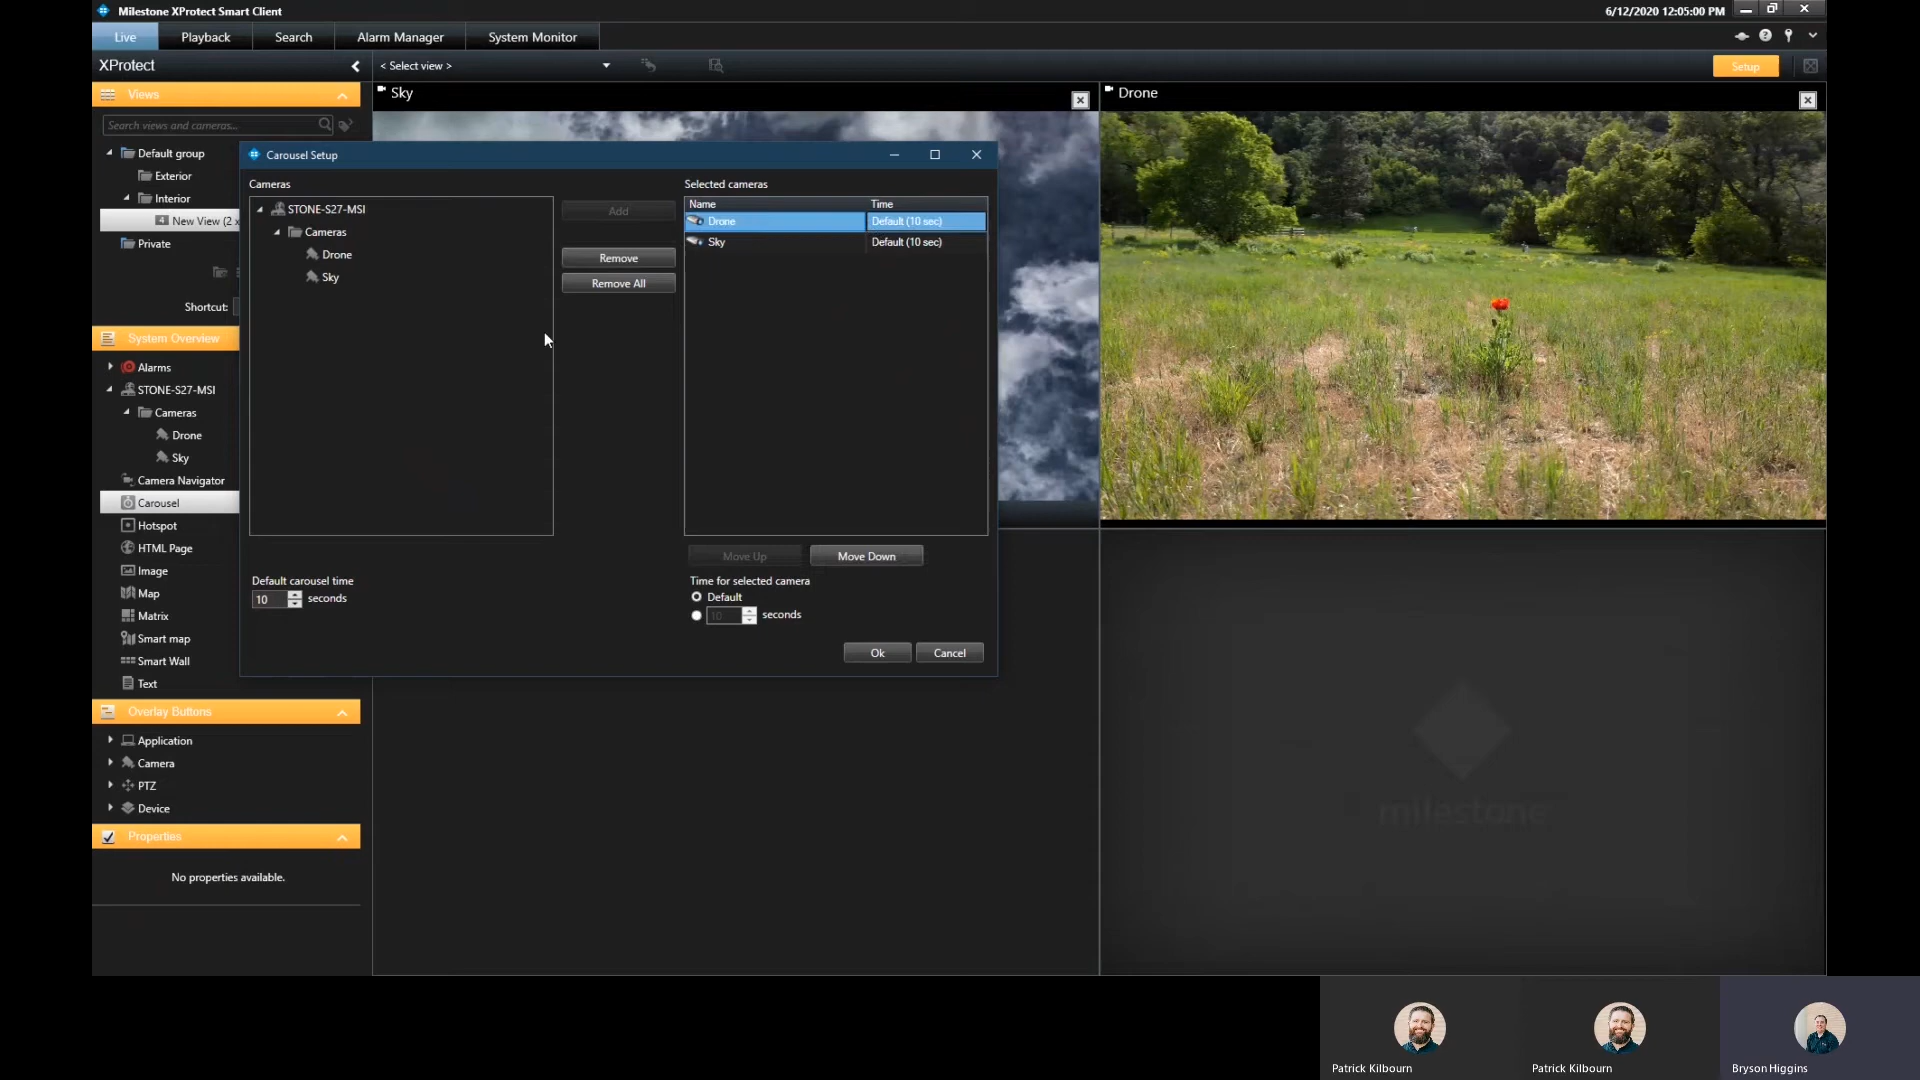 Milestone XProtect Smart Client
6/12/2020 12:05:00 PM
Live
Playback
Search
Alarm Manager
System Monitor
XProtect
< Select view >
Setup
Views
Search views and cameras...
Default group
Exterior
Interior
New View (2 x
Private
Shortcut:
System Overview
Alarms
STONE-S27-MSI
Cameras
Drone
Sky
Camera Navigator
Carousel
Hotspot
HTML Page
Image
Map
Matrix
Smart map
Smart Wall
Text
Overlay Buttons
Application
Camera
PTZ
Device
Properties
No properties available.
Sky
Drone
Carousel Setup
Cameras
STONE-S27-MSI
Cameras
Drone
Sky
Add
Remove
Remove All
Selected cameras
Name Time
Drone Default (10 sec)
Sky Default (10 sec)
Move Up
Move Down
Default carousel time
10 seconds
Time for selected camera
Default
10 seconds
Ok
Cancel
milestone
Patrick Kilbourn
Patrick Kilbourn
Bryson Higgins